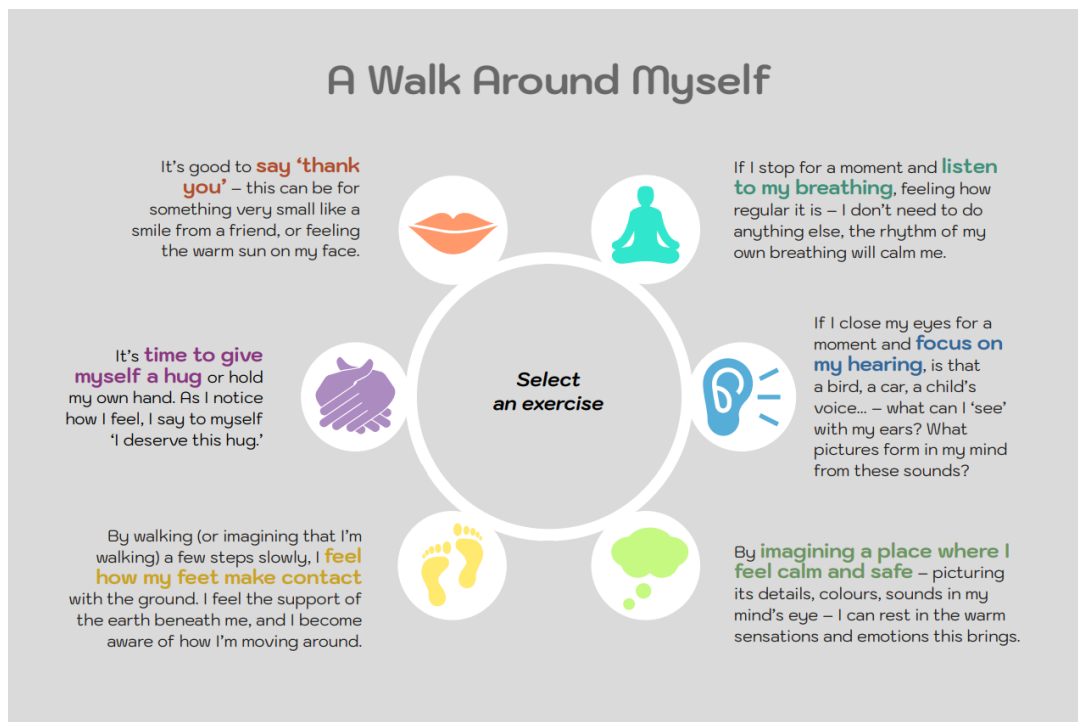 A Walk Around Myself
It's good to say 'thank
you' – this can be for
something very small like a
smile from a friend, or feeling
the warm sun on my face.
If I stop for a moment and listen
to my breathing, feeling how
regular it is – I don't need to do
anything else, the rhythm of my
own breathing will calm me.
It's time to give
myself a hug or hold
my own hand. As I notice
how I feel, I say to myself
'I deserve this hug.'
Select
an exercise
If I close my eyes for a
moment and focus on
my hearing, is that
a bird, a car, a child's
voice... – what can I 'see'
with my ears? What
pictures form in my mind
from these sounds?
By walking (or imagining that I'm
walking) a few steps slowly, I feel
how my feet make contact
with the ground. I feel the support of
the earth beneath me, and I become
aware of how I'm moving around.
By imagining a place where I
feel calm and safe – picturing
its details, colours, sounds in my
mind's eye – I can rest in the warm
sensations and emotions this brings.